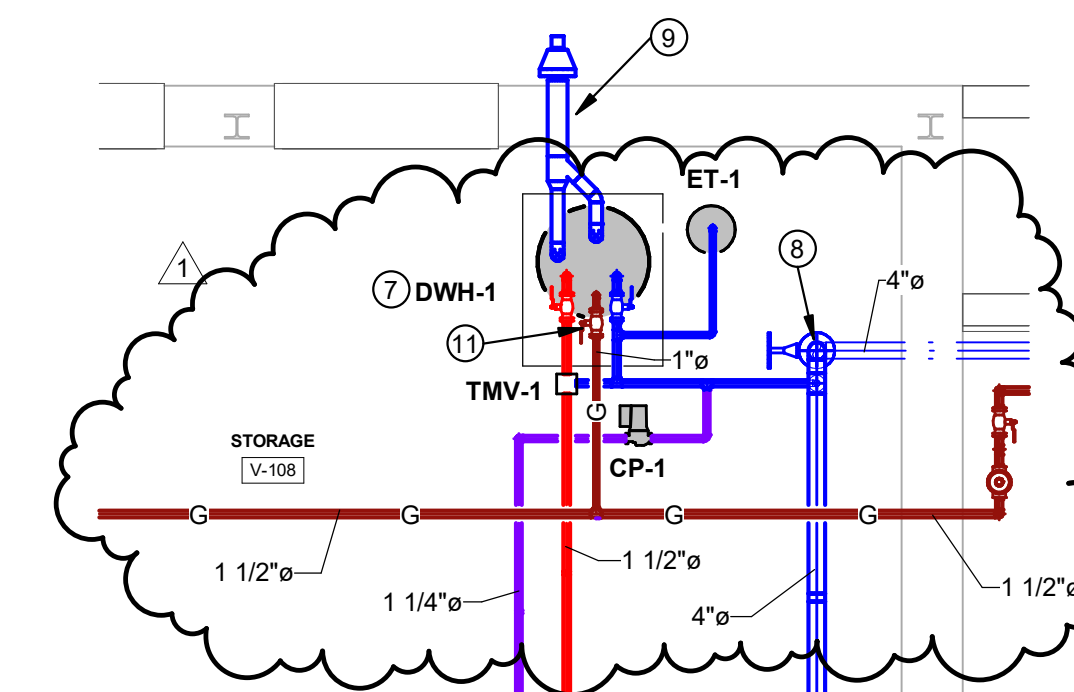 9
ET-1
1
8
7 DWH-1
4"ø
11
1"ø
TMV-1
G
STORAGE
V-108
CP-1
G G G G
1 1/2"ø
1 1/2"ø
1 1/4"ø
4"ø
1 1/2"ø